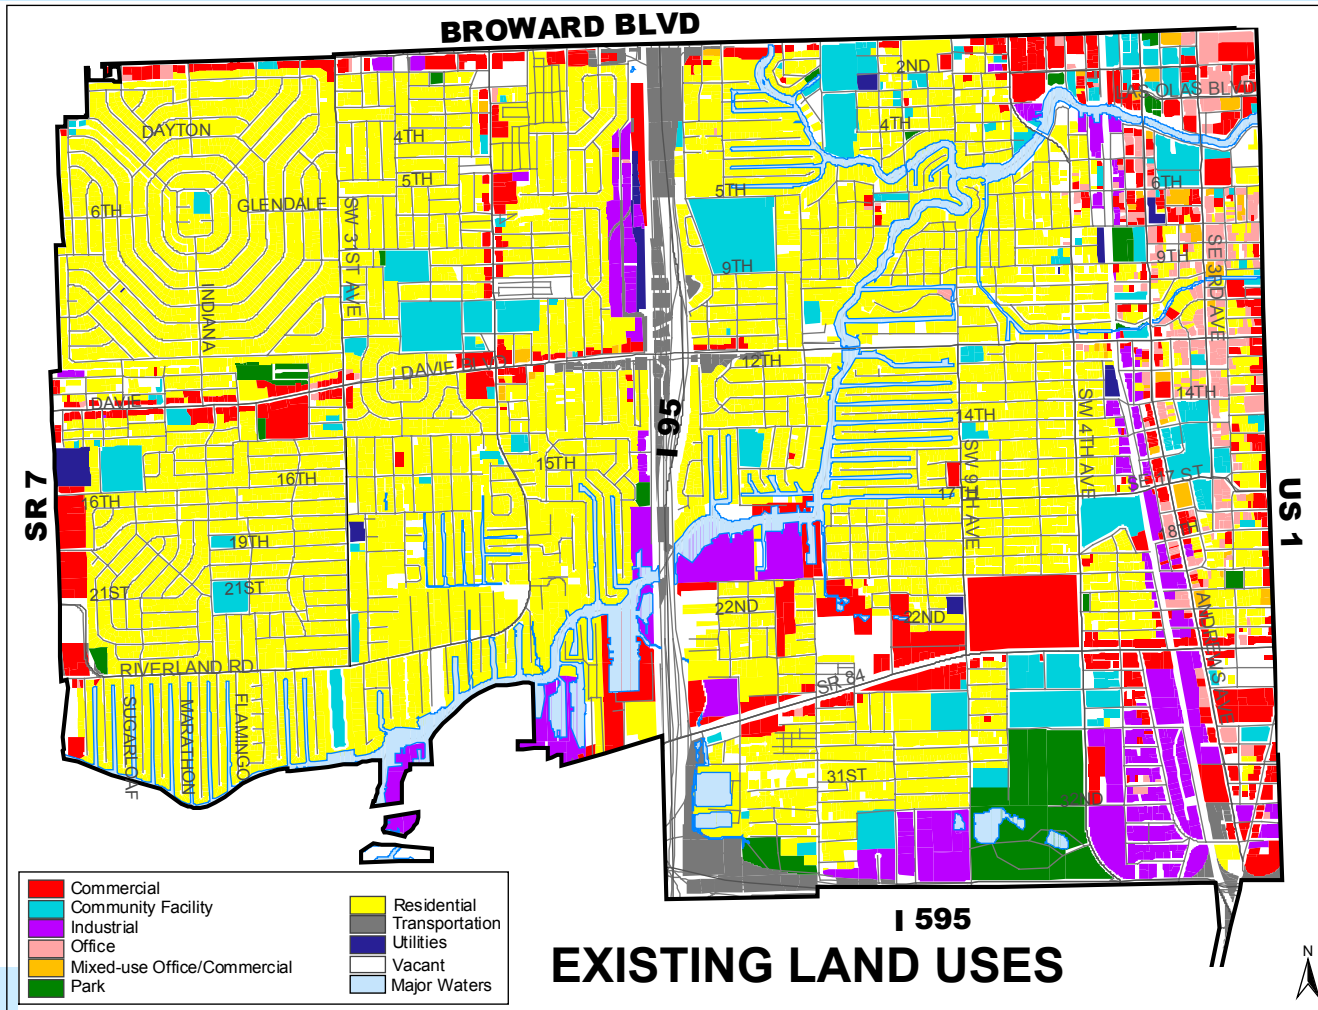 BROWARD BLVD
2ND
LAS OLAS BLVD
DAYTON
4TH
4TH
5TH
5TH
6TH
6TH
GLENDALE
SW 31ST AVE
9TH
9TH
SE 3RD AVE
INDIANA
DAVIE BLVD
12TH
DAVIE
I 95
14TH
14TH
SW 4TH AVE
SW 9TH AVE
15TH
16TH
16TH
SE 17 ST
17TH
SR 7
US 1
18TH
19TH
21ST
21ST
22ND
22ND
ANDREWS AVE
RIVERLAND RD
SR 84
SUGARLOAF
MARATHON
FLAMINGO
31ST
32ND
I 595
EXISTING LAND USES
N
Commercial
Community Facility
Industrial
Office
Mixed-use Office/Commercial
Park
Residential
Transportation
Utilities
Vacant
Major Waters